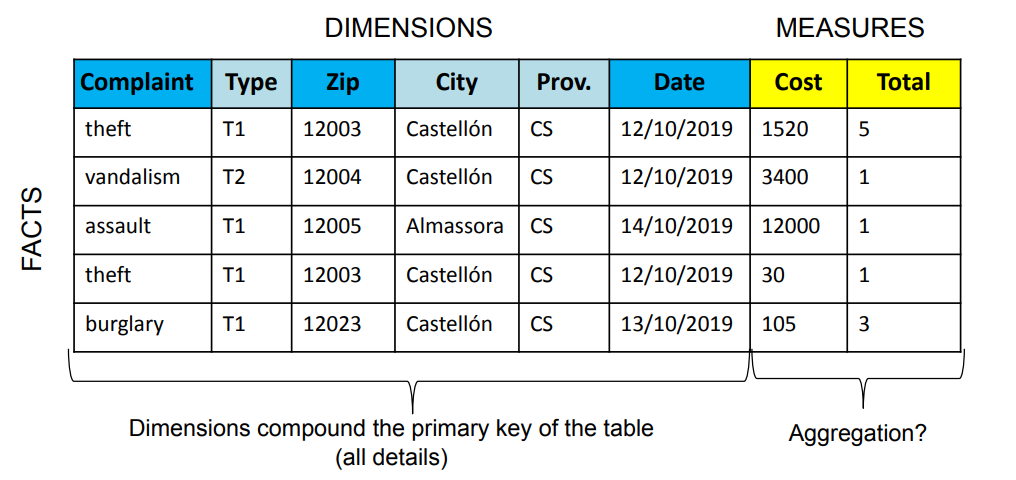 DIMENSIONS MEASURES
Complaint Type Zip City Prov. Date Cost Total
theft T1 12003 Castellón CS 12/10/2019 1520 5
vandalism T2 12004 Castellón CS 12/10/2019 3400 1
assault T1 12005 Almassora CS 14/10/2019 12000 1
theft T1 12003 Castellón CS 12/10/2019 30 1
burglary T1 12023 Castellón CS 13/10/2019 105 3
FACTS
Dimensions compound the primary key of the table
(all details)
Aggregation?